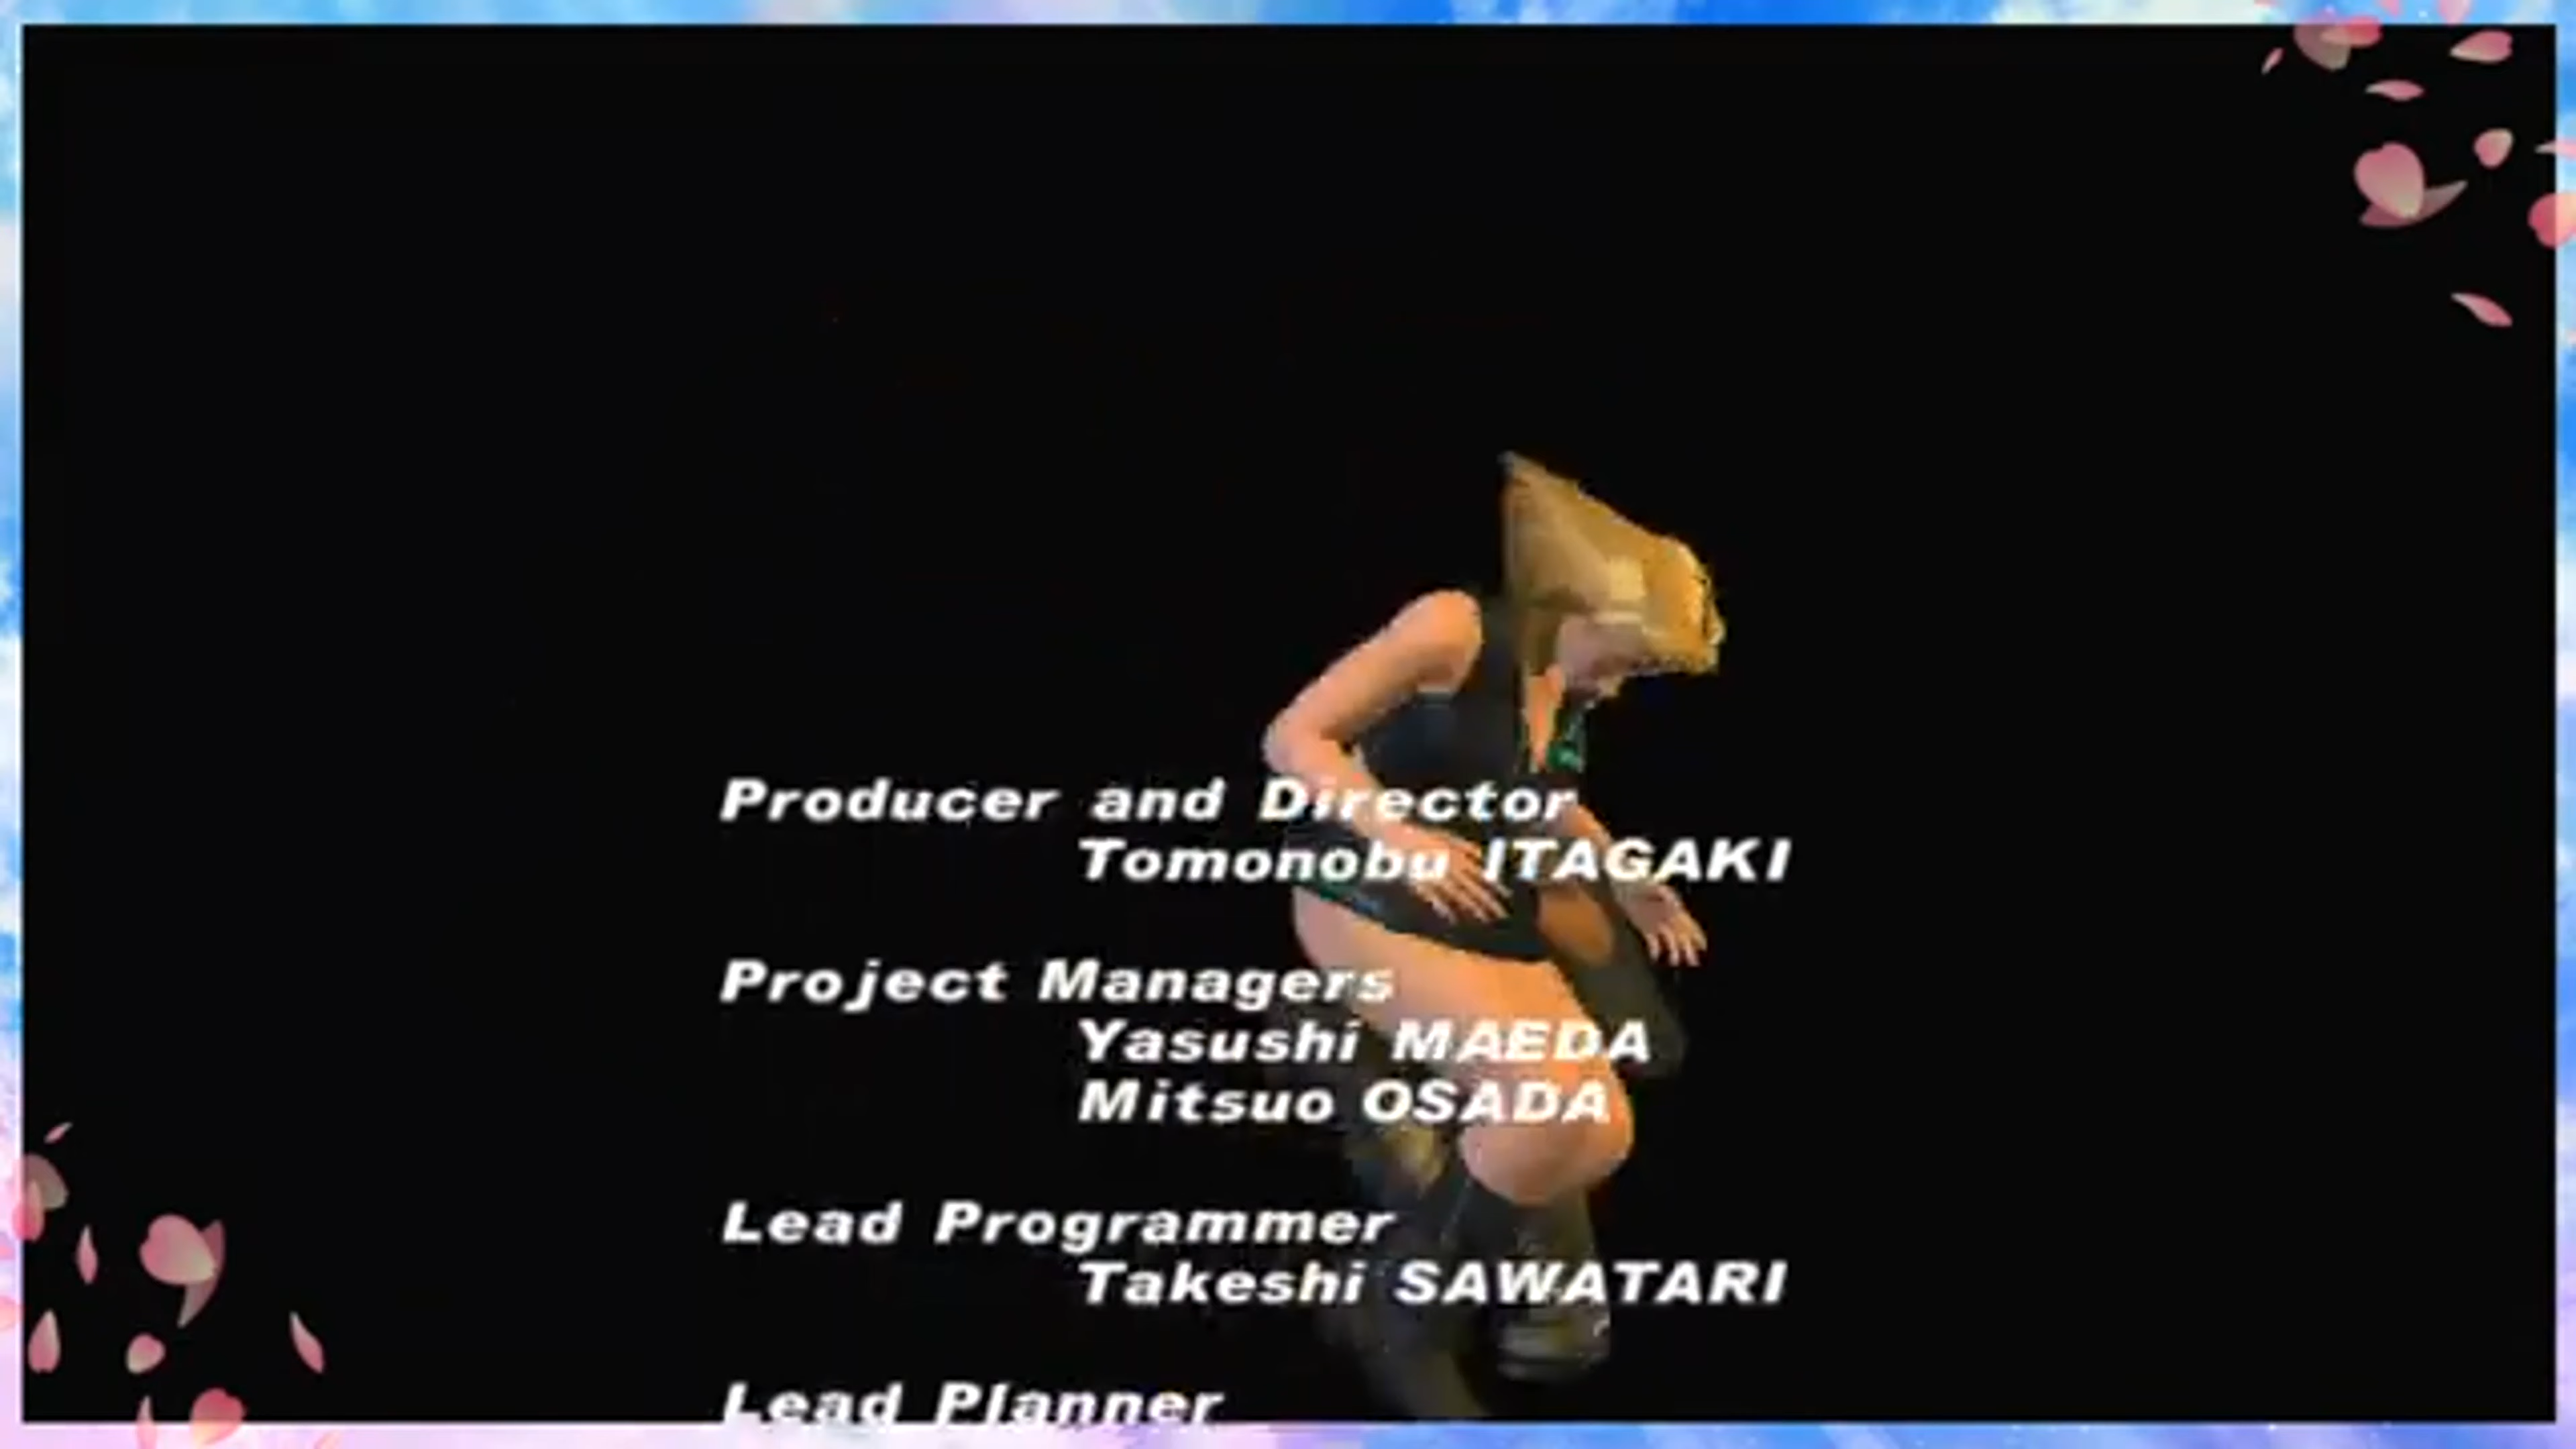 Producer and Director
Tomonobu ITAGAKI
Project Managers
Yasushi MAEDA
Mitsuo OSADA
Lead Programmer
Takeshi SAWATARI
Lead Planner